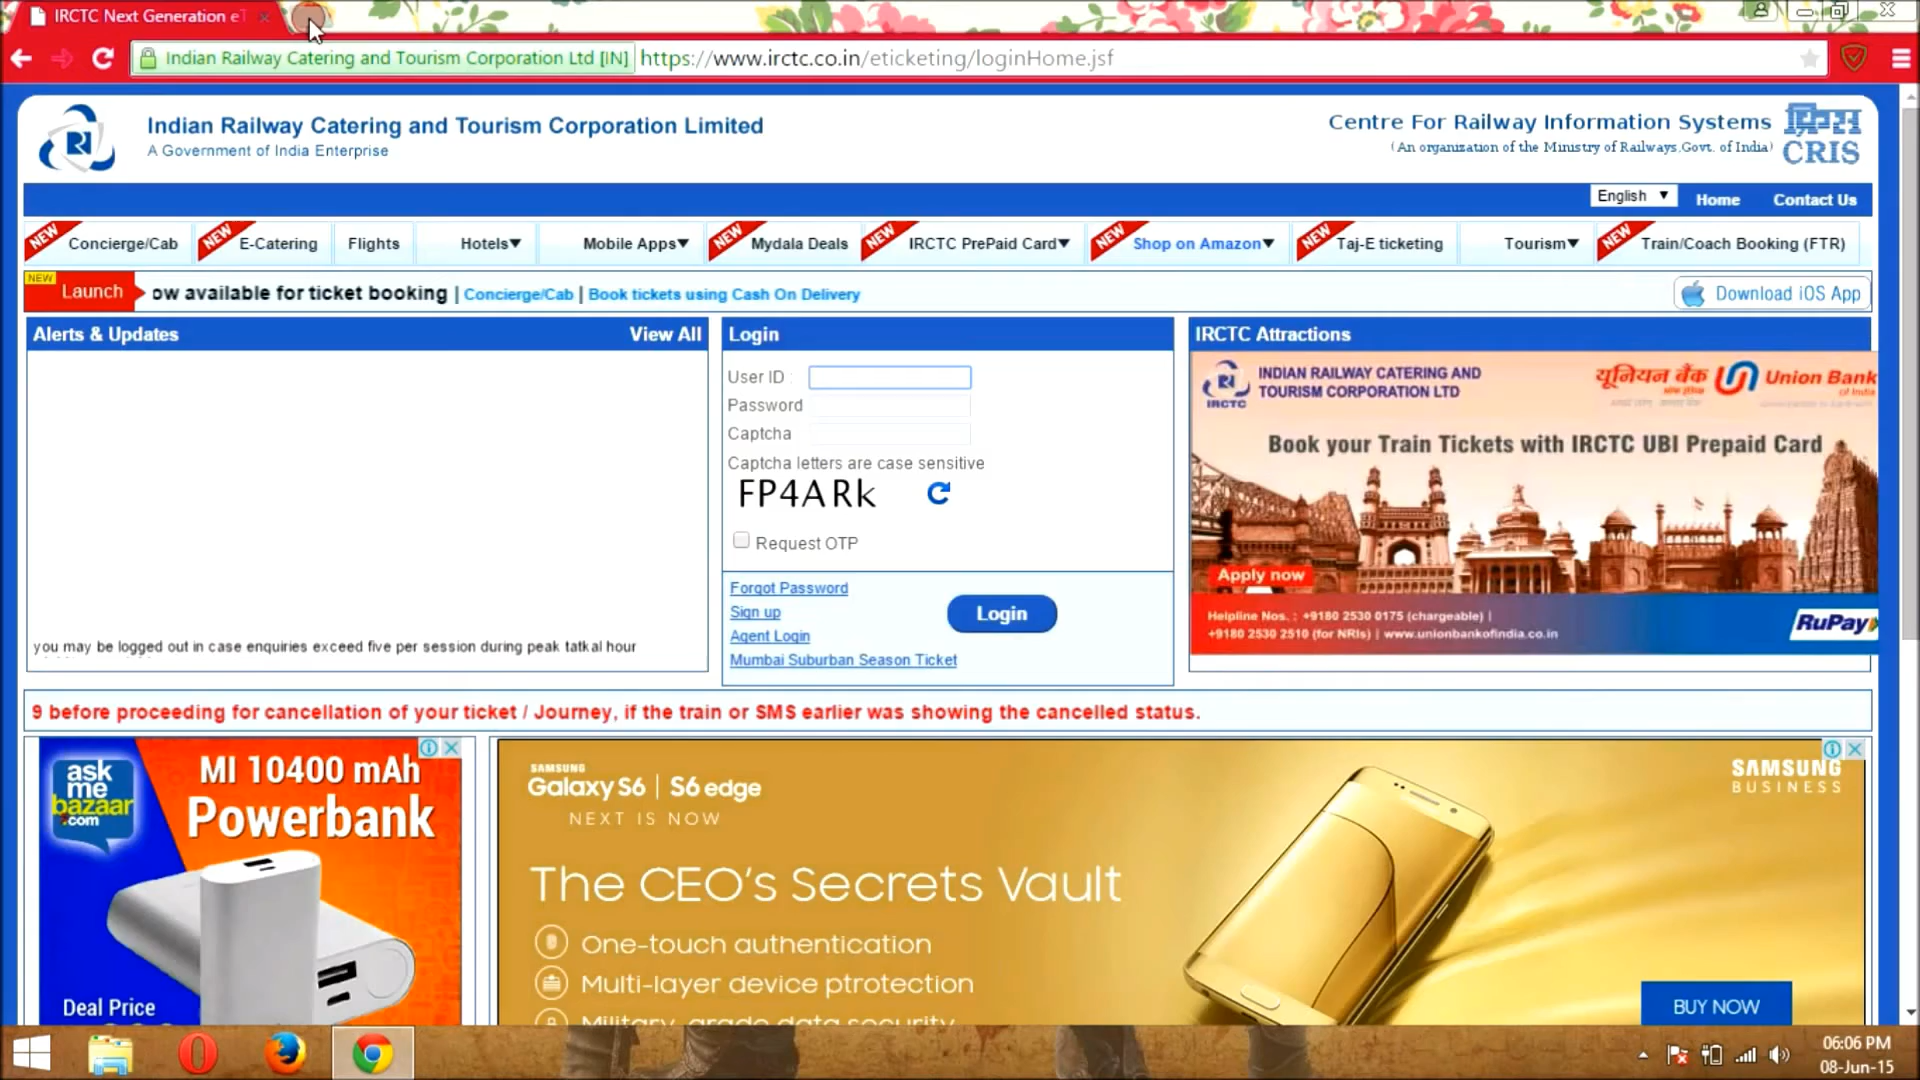 IRCTC Next Generation eT
Indian Railway Catering and Tourism Corporation Ltd [IN] https://www.irctc.co.in/eticketing/loginHome.jsf
Indian Railway Catering and Tourism Corporation Limited
A Government of India Enterprise
Centre For Railway Information Systems
(An organization of the Ministry of Railways,Govt. of India)
CRIS
English ▼ Home Contact Us
NEW Concierge/Cab NEW E-Catering Flights Hotels▼ Mobile Apps▼ NEW Mydala Deals NEW IRCTC PrePaid Card▼ NEW Shop on Amazon▼ NEW Taj-E ticketing Tourism▼ NEW Train/Coach Booking (FTR)
NEW
Launch ow available for ticket booking | Concierge/Cab | Book tickets using Cash On Delivery Download iOS App
Alerts & Updates View All
you may be logged out in case enquiries exceed five per session during peak tatkal hour
Login
User ID :
Password
Captcha
Captcha letters are case sensitive
FP4ARk
Request OTP
Forgot Password
Sign up
Agent Login
Mumbai Suburban Season Ticket
Login
IRCTC Attractions
INDIAN RAILWAY CATERING AND
TOURISM CORPORATION LTD
IRCTC
यूनियन बैंक Union Bank
of India
Book your Train Tickets with IRCTC UBI Prepaid Card
Apply now
Helpline Nos. : +9180 2530 0175 (chargeable) |
+9180 2530 2510 (for NRIs) | www.unionbankofindia.co.in
RuPay
9 before proceeding for cancellation of your ticket / Journey, if the train or SMS earlier was showing the cancelled status.
ask
me
bazaar
.com
MI 10400 mAh
Powerbank
Deal Price
SAMSUNG
Galaxy S6 | S6 edge
NEXT IS NOW
SAMSUNG
BUSINESS
The CEO's Secrets Vault
One-touch authentication
Multi-layer device ptrotection
Military-grade data security
BUY NOW
06:06 PM
08-Jun-15